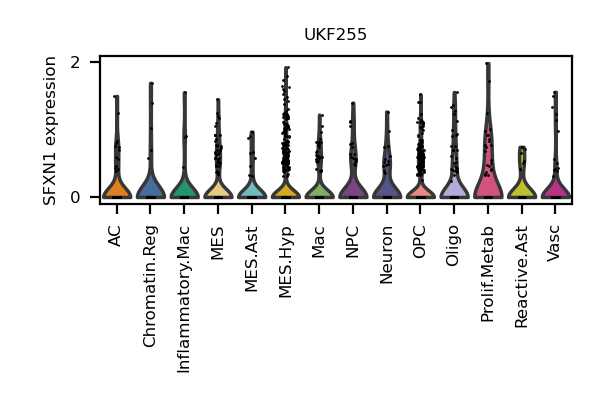 UKF255
SFXN1 expression
2
0
AC
Chromatin.Reg
Inflammatory.Mac
MES
MES.Ast
MES.Hyp
Mac
NPC
Neuron
OPC
Oligo
Prolif.Metab
Reactive.Ast
Vasc